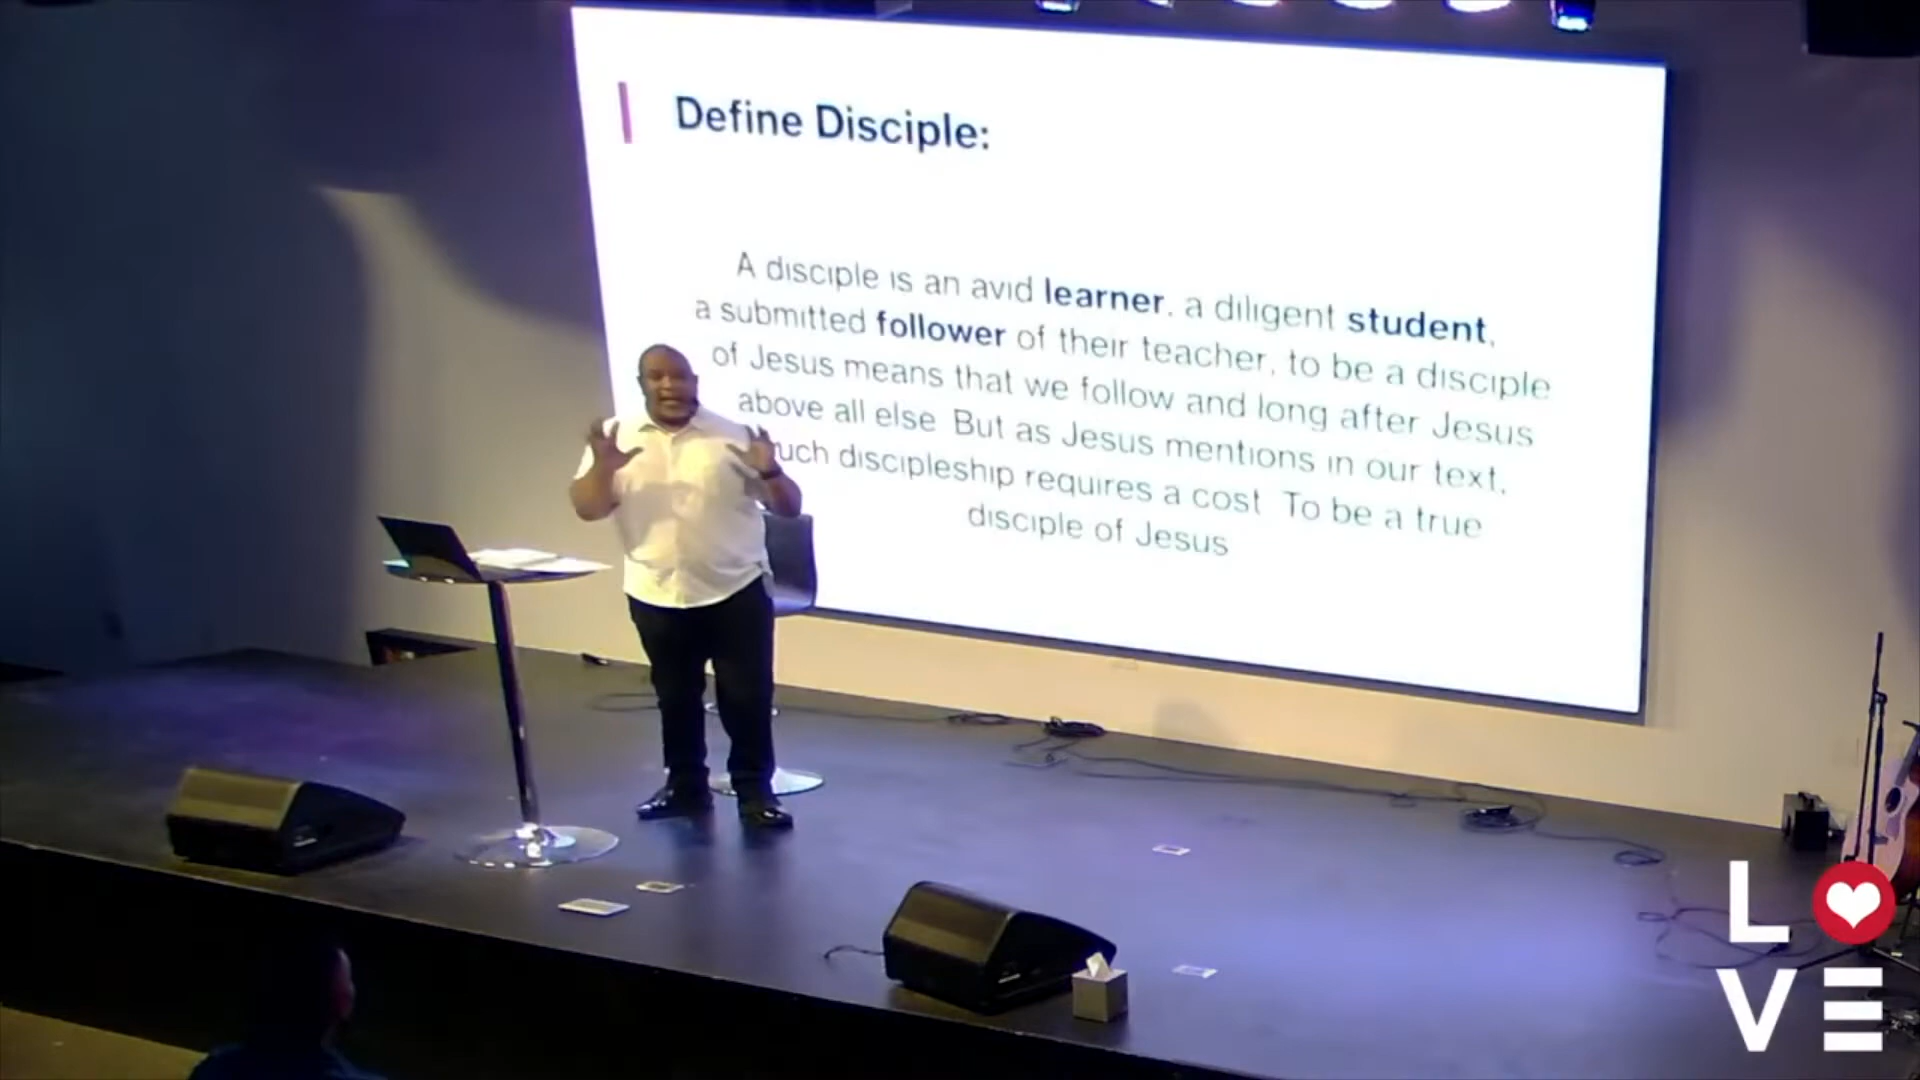 Define Disciple:
A disciple is an avid learner, a diligent student,
a submitted follower of their teacher, to be a disciple
of Jesus means that we follow and long after Jesus
above all else. But as Jesus mentions in our text,
uch discipleship requires a cost. To be a true
disciple of Jesus
LOVE